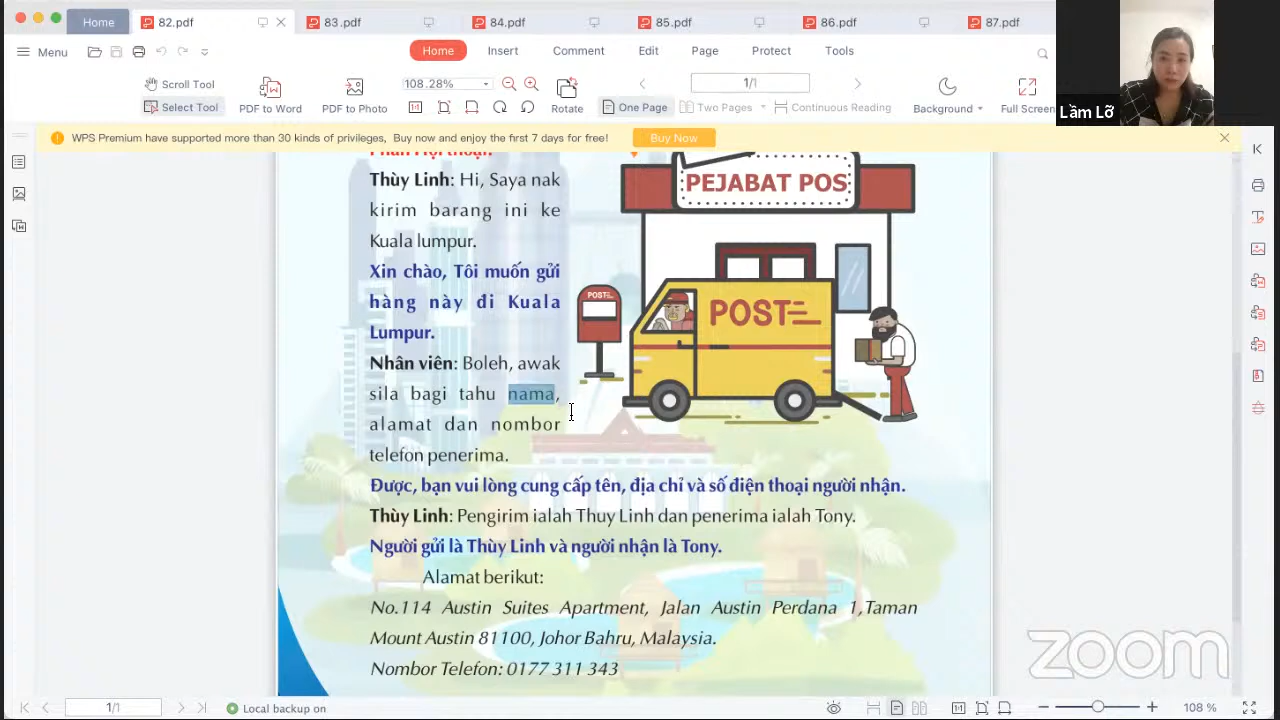 Home
82.pdf
83.pdf
84.pdf
85.pdf
86.pdf
87.pdf
Menu
Home
Insert
Comment
Edit
Page
Protect
Tools
Scroll Tool
Select Tool
PDF to Word
PDF to Photo
108.28%
Rotate
1/1
One Page
Two Pages
Continuous Reading
Background
Full Screen
Lầm Lỡ
WPS Premium have supported more than 30 kinds of privileges, Buy now and enjoy the first 7 days for free!
Buy Now
PEJABAT POS
POST
POST
Thùy Linh: Hi, Saya nak
kirim barang ini ke
Kuala lumpur.
Xin chào, Tôi muốn gửi
hàng này đi Kuala
Lumpur.
Nhân viên: Boleh, awak
sila bagi tahu nama,
alamat dan nombor
telefon penerima.
Được, bạn vui lòng cung cấp tên, địa chỉ và số điện thoại người nhận.
Thùy Linh: Pengirim ialah Thuy Linh dan penerima ialah Tony.
Người gửi là Thùy Linh và người nhận là Tony.
Alamat berikut:
No.114 Austin Suites Apartment, Jalan Austin Perdana 1,Taman
Mount Austin 81100, Johor Bahru, Malaysia.
Nombor Telefon: 0177 311 343
zoom
1/1
Local backup on
108 %